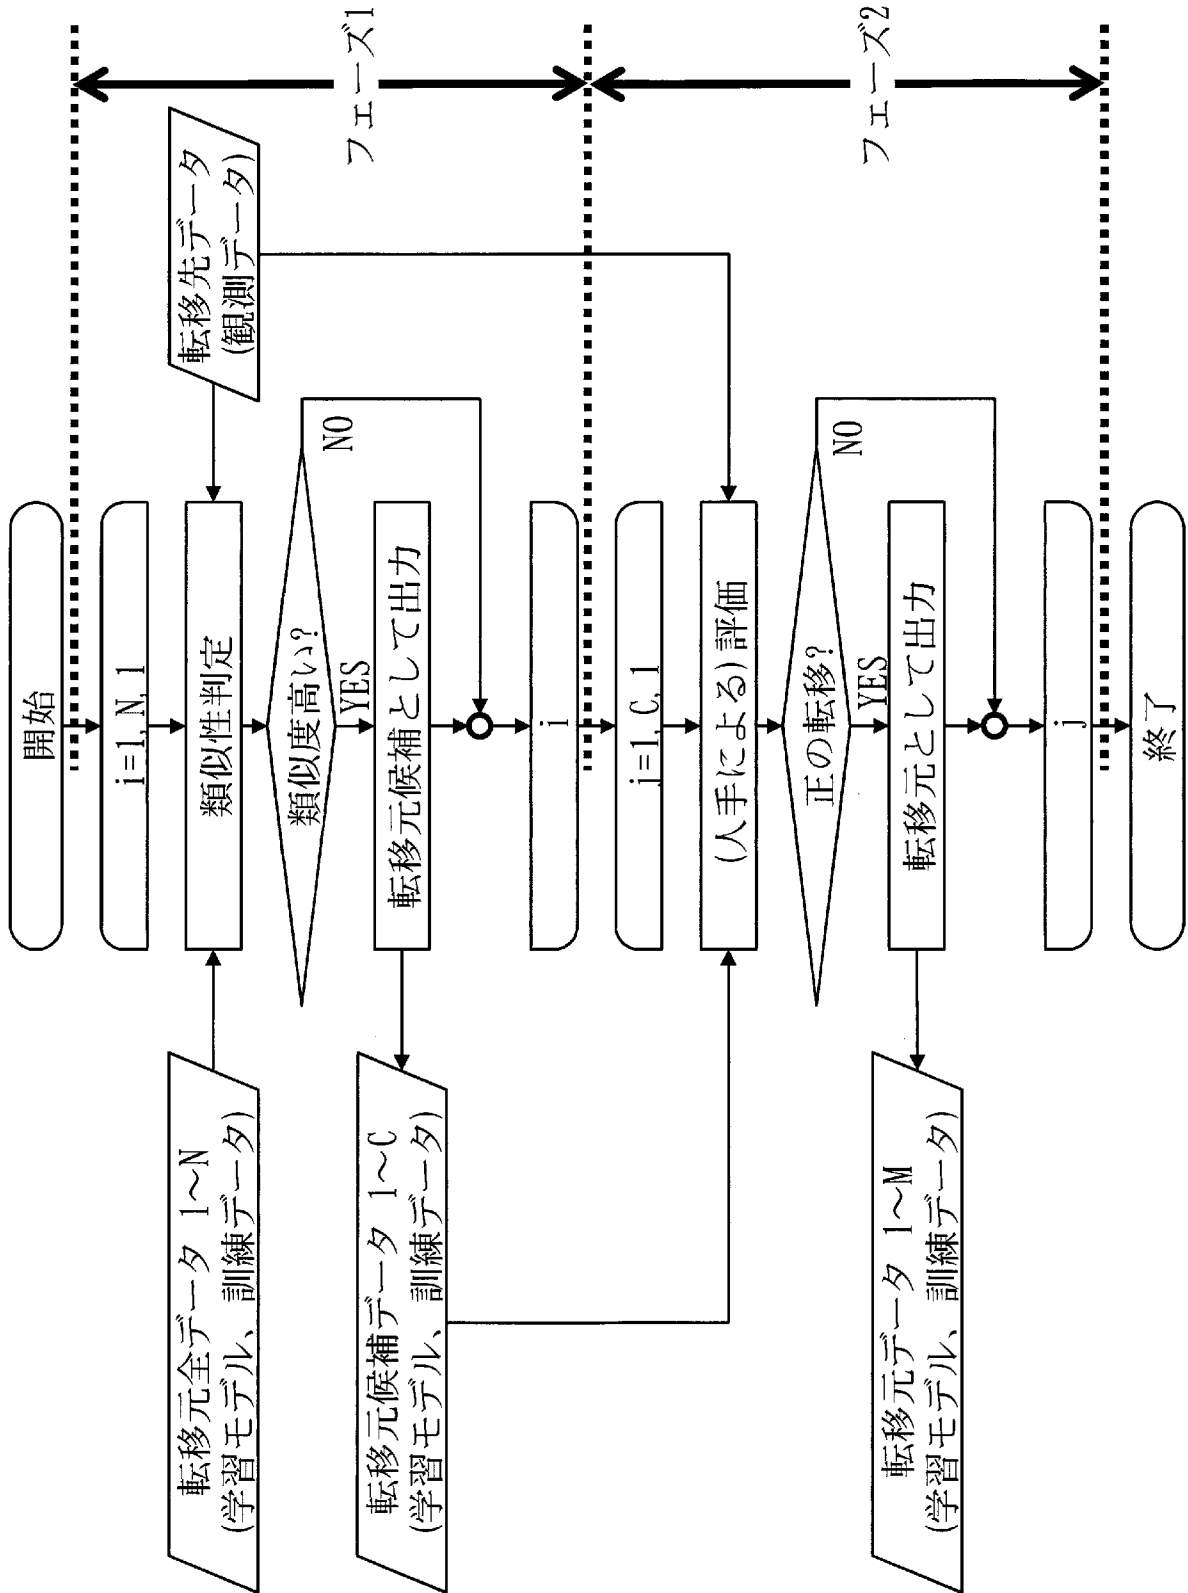 開始
i=1, N, 1
転移元全データ 1～N
(学習モデル、訓練データ)
類似性判定
転移先データ
(観測データ)
類似度高い?
YES
NO
転移元候補として出力
転移元候補データ 1～C
(学習モデル、訓練データ)
i
フェーズ1
j=1, C, 1
(人手による)評価
正の転移?
YES
NO
転移元として出力
転移元データ 1～M
(学習モデル、訓練データ)
j
フェーズ2
終了